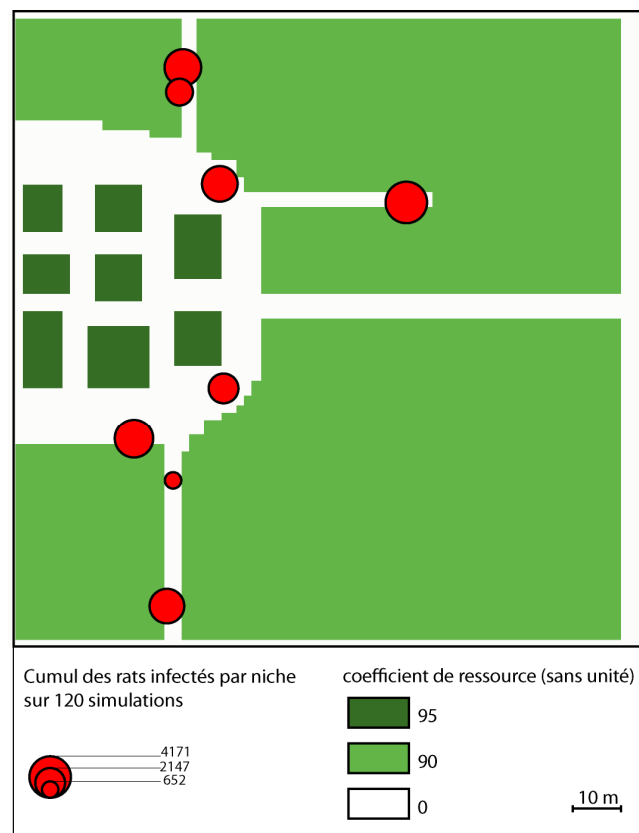 Cumul des rats infectés par niche
sur 120 simulations
4171
2147
652
coefficient de ressource (sans unité)
95
90
0
10 m